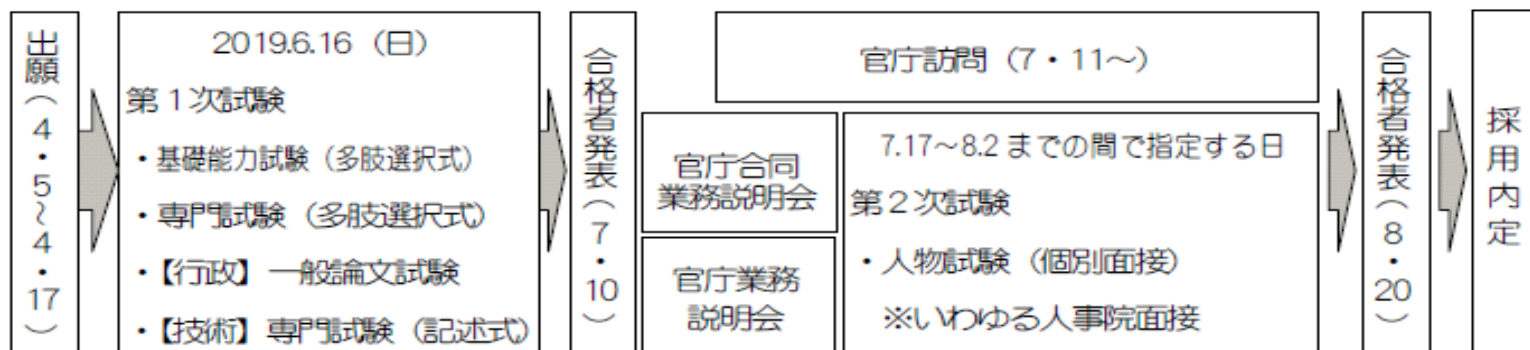 出願(4・5~4・17)
2019.6.16(日)
第1次試験
・基礎能力試験(多肢選択式)
・専門試験(多肢選択式)
・【行政】一般論文試験
・【技術】専門試験(記述式)
合格者発表(7・10)
官庁訪問(7・11~)
官庁合同
業務説明会
官庁業務
説明会
7.17~8.2までの間で指定する日
第2次試験
・人物試験(個別面接)
※いわゆる人事院面接
合格者発表(8・20)
採用内定